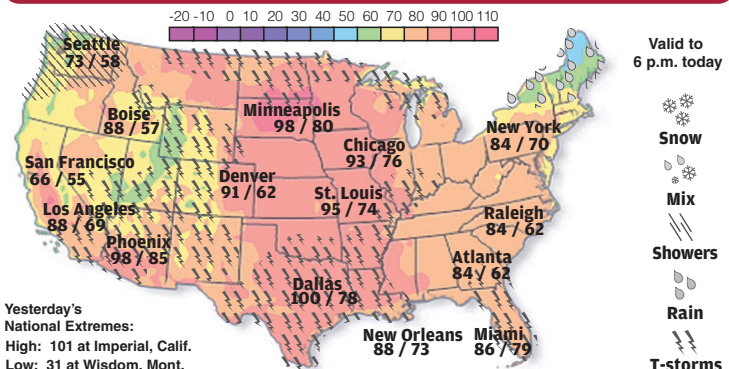 -20 -10 0 10 20 30 40 50 60 70 80 90 100 110
Seattle
73 / 58
Valid to
6 p.m. today
Snow
Boise
88 / 57
Minneapolis
98 / 80
New York
84 / 70
Chicago
93 / 76
San Francisco
66 / 55
Denver
91 / 62
St. Louis
95 / 74
Mix
Los Angeles
88 / 69
Raleigh
84 / 62
Showers
Phoenix
98 / 85
Atlanta
84 / 62
Dallas
100 / 78
Rain
Yesterday's
National Extremes:
High: 101 at Imperial, Calif.
Low: 31 at Wisdom, Mont.
New Orleans
88 / 73
Miami
86 / 79
T-storms